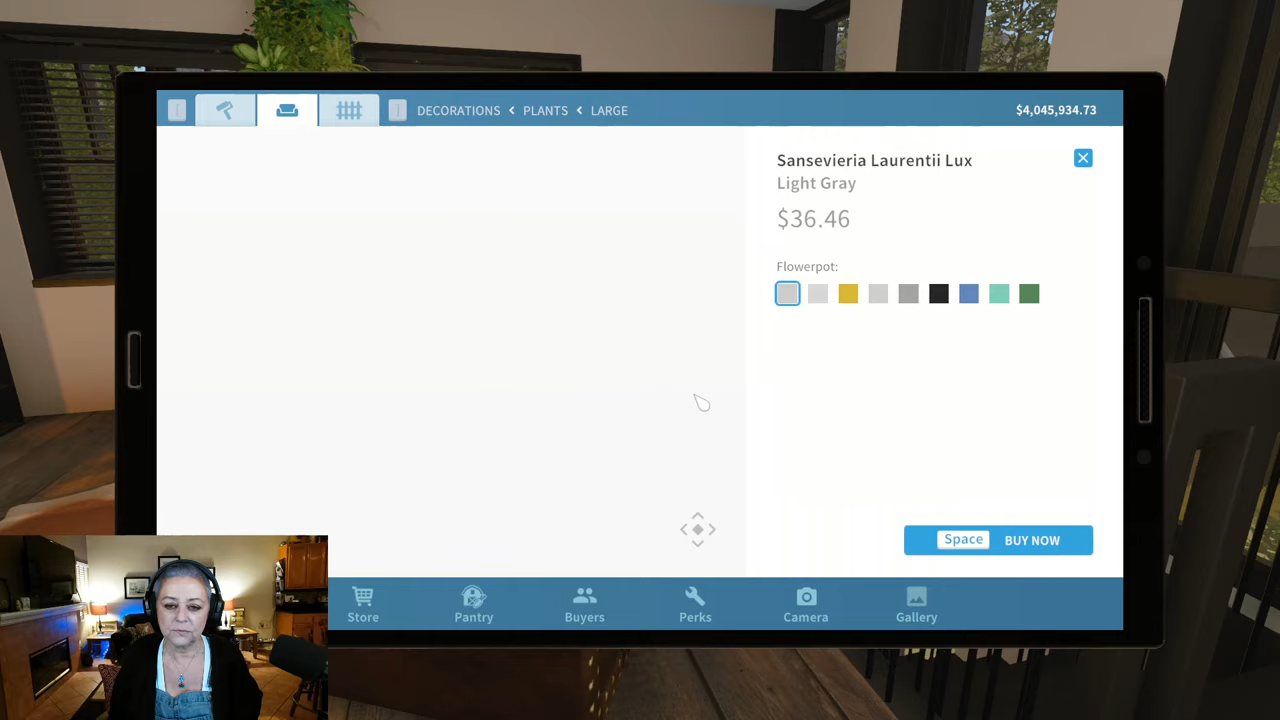 DECORATIONS < PLANTS < LARGE
$4,045,934.73
Sansevieria Laurentii Lux
Light Gray
$36.46
Flowerpot:
Space BUY NOW
Store
Pantry
Buyers
Perks
Camera
Gallery